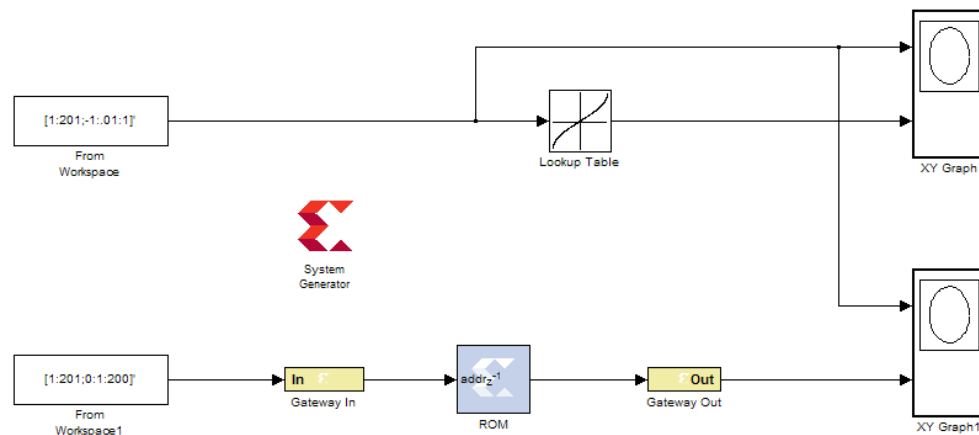 [1:201;-1:.01:1]'
From
Workspace
Lookup Table
XY Graph
System
Generator
[1:201;0:1:200]'
From
Workspace1
In
Gateway In
addr z⁻¹
ROM
Out
Gateway Out
XY Graph1